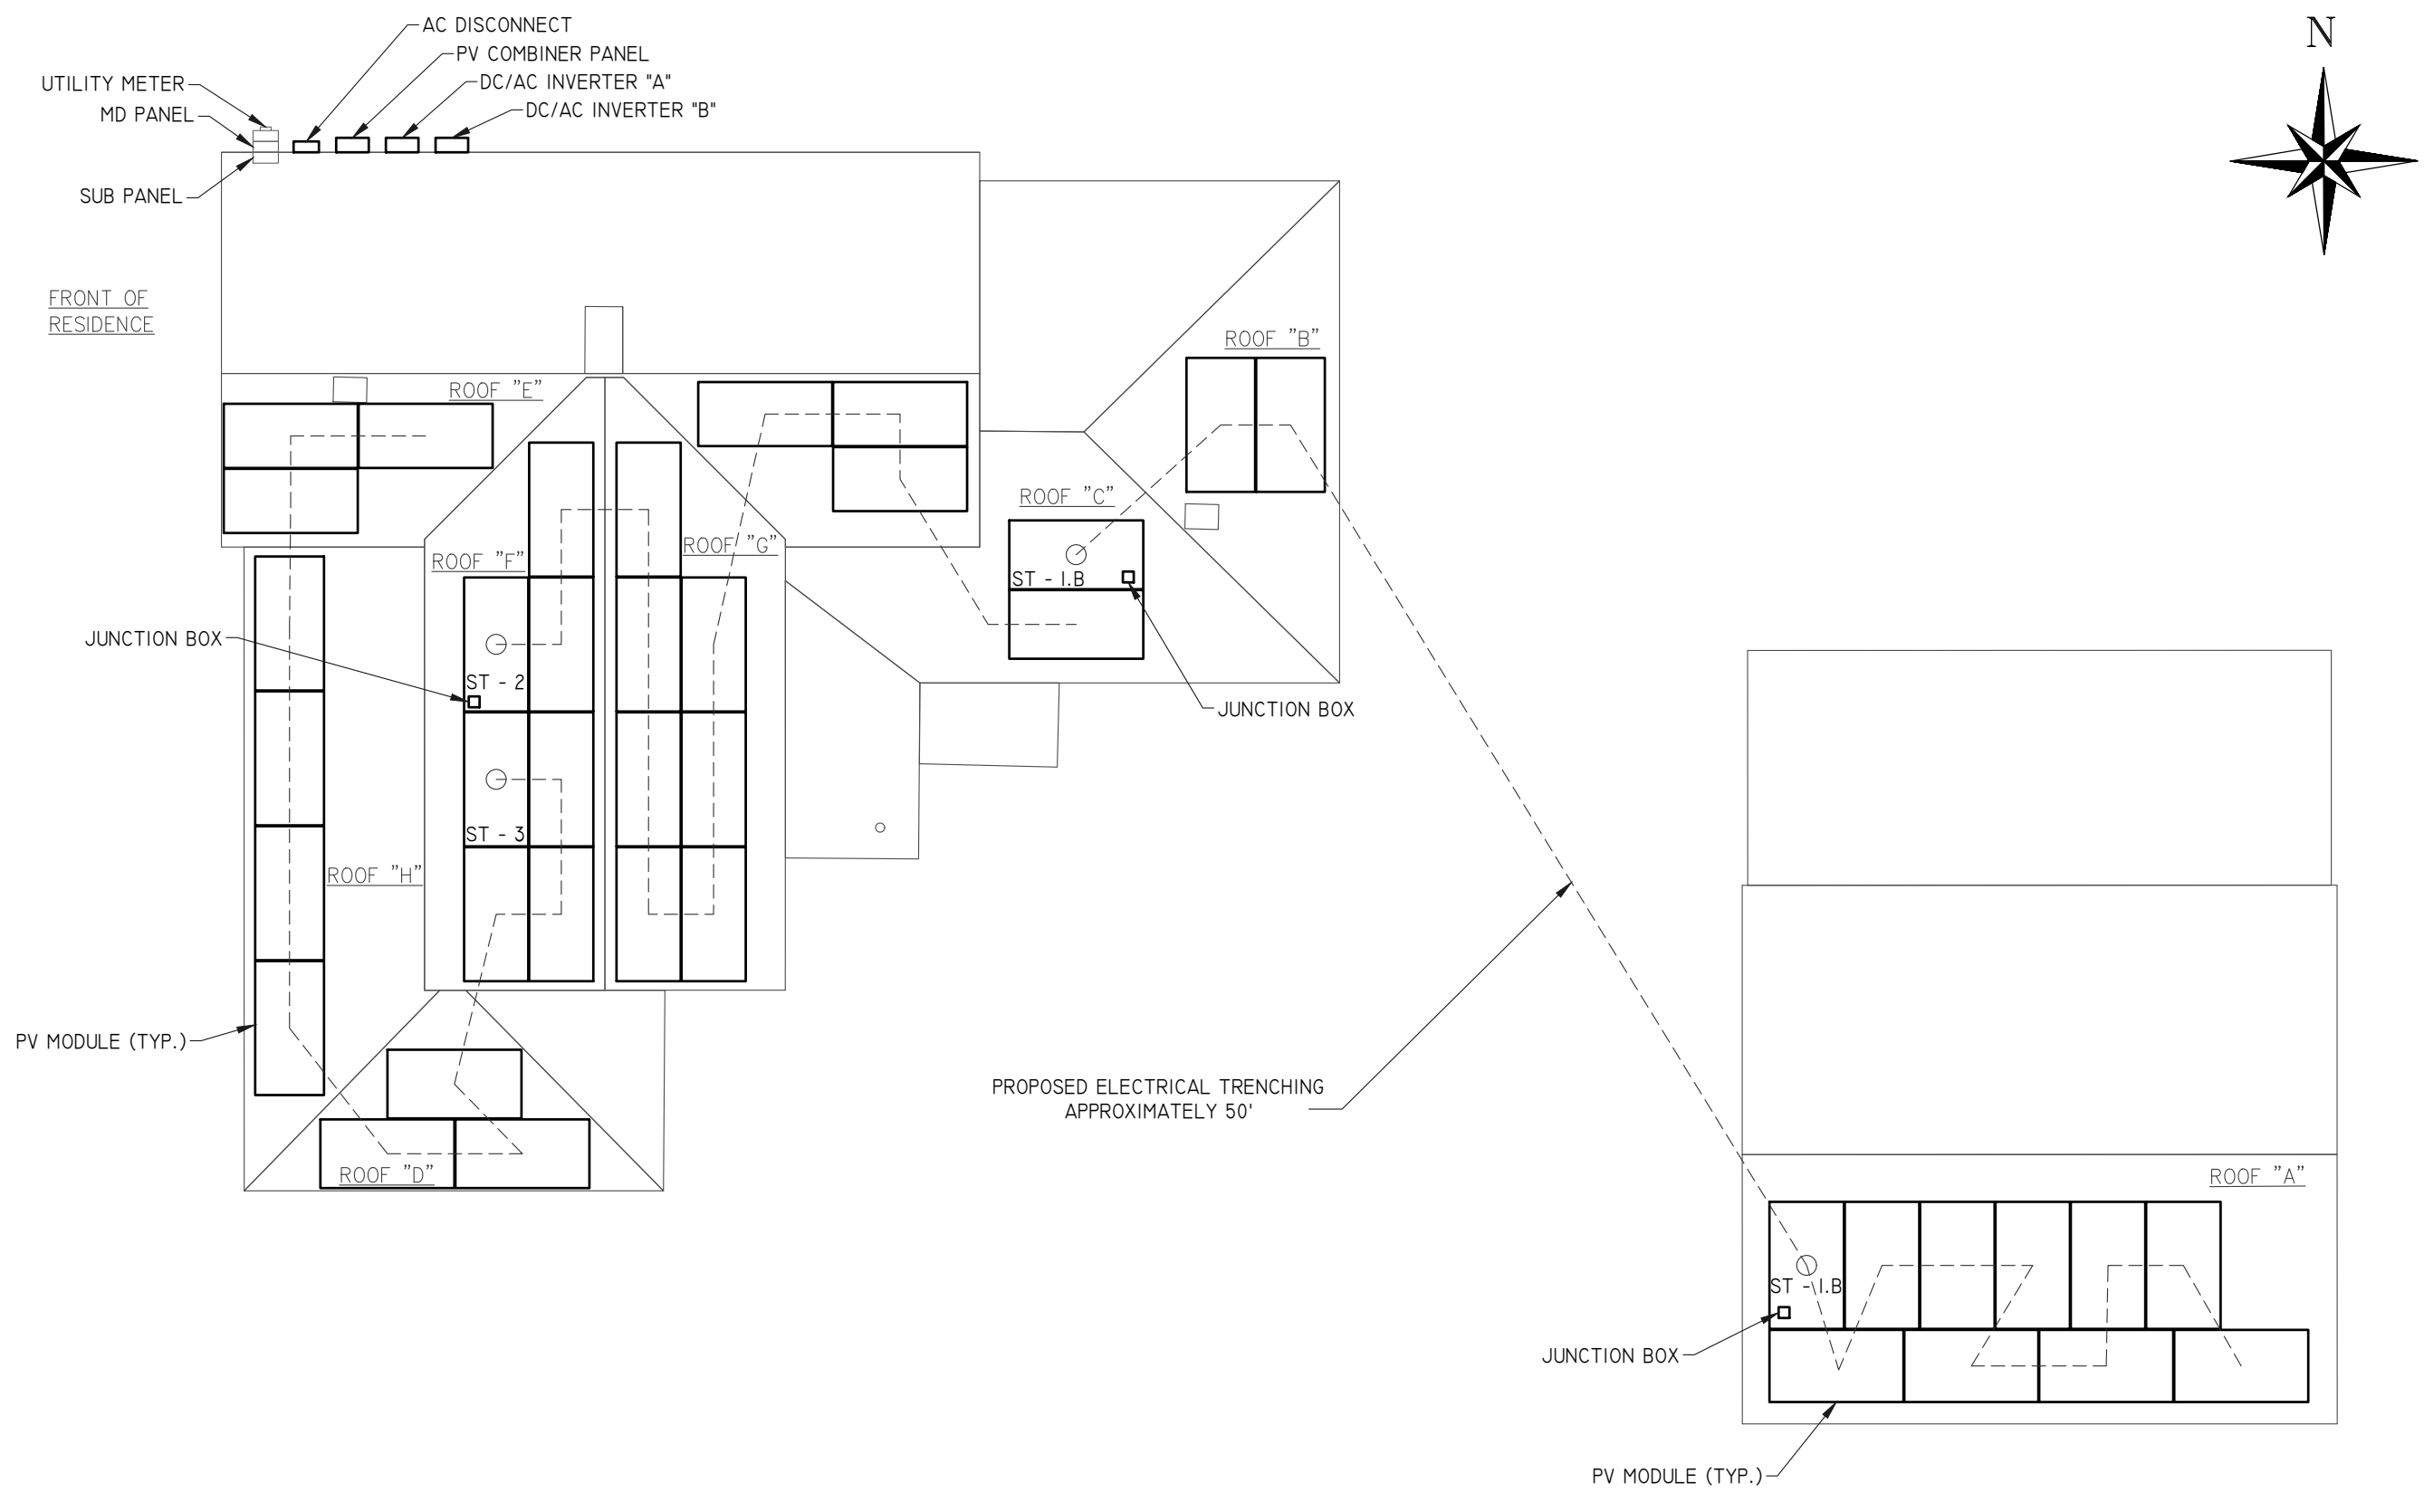 AC DISCONNECT
N
PV COMBINER PANEL
UTILITY METER
DC/AC INVERTER "A"
MD PANEL
DC/AC INVERTER "B"
SUB PANEL
FRONT OF
RESIDENCE
ROOF "B"
ROOF "E"
ROOF "C"
ROOF "F"
ROOF "G"
ST - 1.B
JUNCTION BOX
ST - 2
JUNCTION BOX
ST - 3
ROOF "H"
PV MODULE (TYP.)
PROPOSED ELECTRICAL TRENCHING
APPROXIMATELY 50'
ROOF "D"
ROOF "A"
ST - 1.B
JUNCTION BOX
PV MODULE (TYP.)